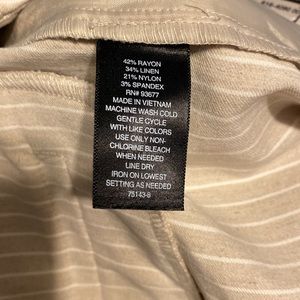 42% RAYON
34% LINEN
21% NYLON
3% SPANDEX
RN# 93677
MADE IN VIETNAM
MACHINE WASH COLD
GENTLE CYCLE
WITH LIKE COLORS
USE ONLY NON-
CHLORINE BLEACH
WHEN NEEDED
LINE DRY
IRON ON LOWEST
SETTING AS NEEDED
75143-9